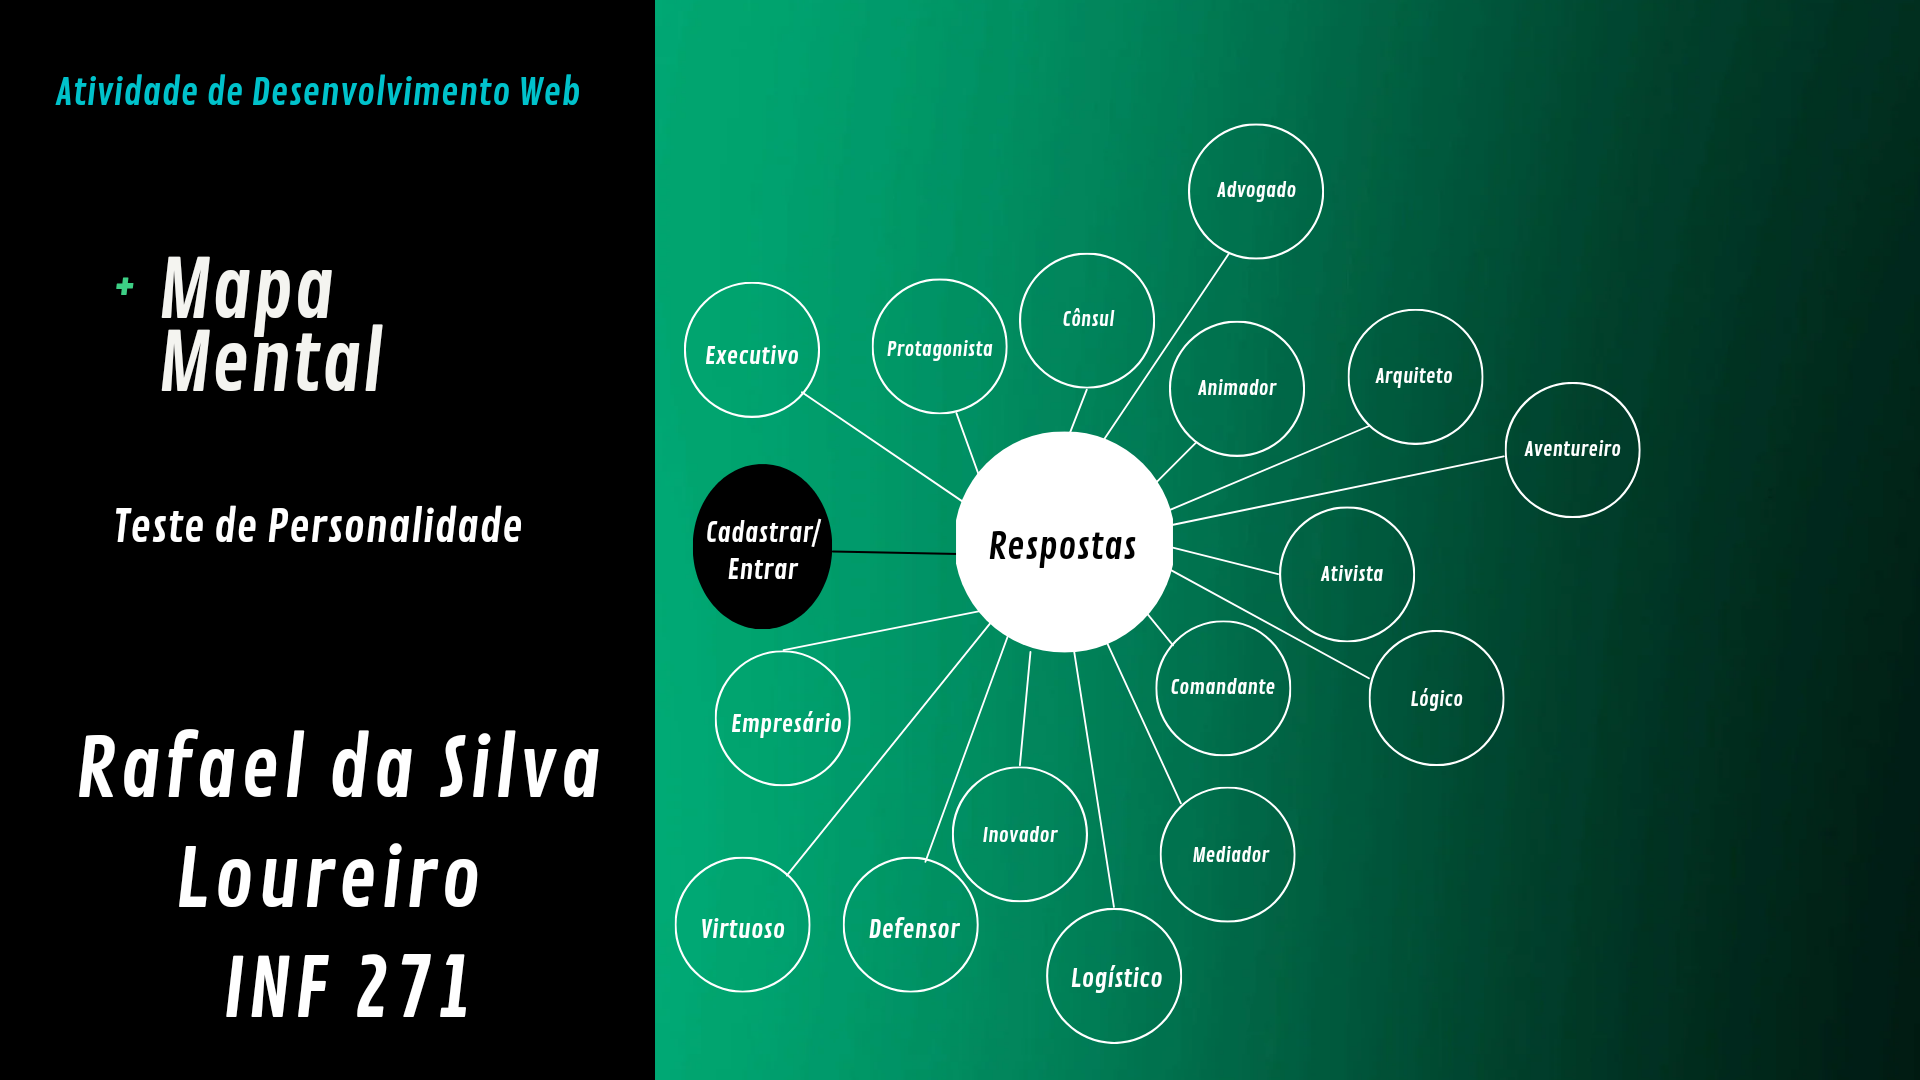 Atividade de Desenvolvimento Web
+ Mapa
Mental
Teste de Personalidade
Rafael da Silva
Loureiro
INF 271
Advogado
Cônsul
Protagonista
Executivo
Animador
Arquiteto
Aventureiro
Cadastrar/
Entrar
Respostas
Ativista
Comandante
Lógico
Empresário
Inovador
Mediador
Virtuoso
Defensor
Logístico